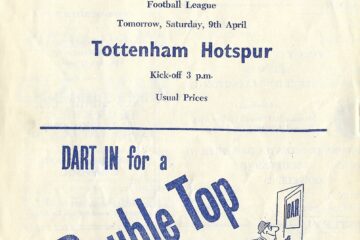 Football League
Tomorrow, Saturday, 9th April
Tottenham Hotspur
Kick-off 3 p.m.
Usual Prices
DART IN for a
Double Top
BAR